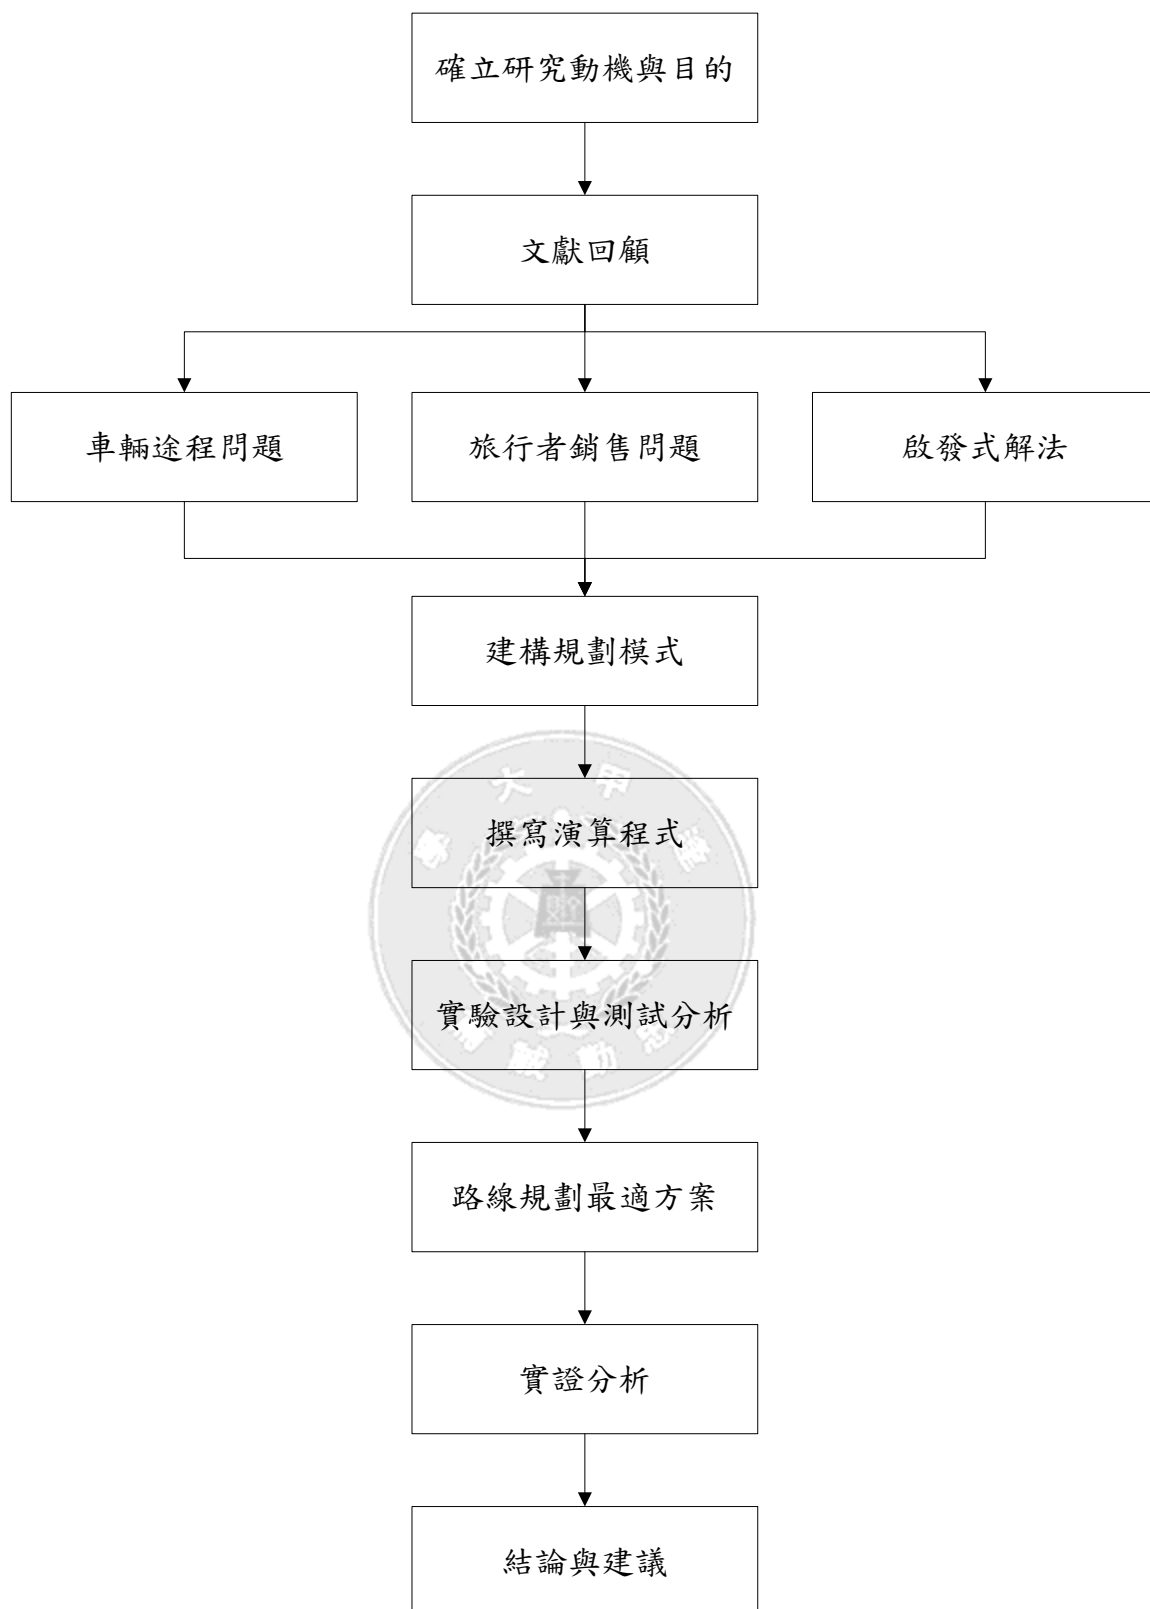 確立研究動機與目的
文獻回顧
車輛途程問題
旅行者銷售問題
啟發式解法
建構規劃模式
撰寫演算程式
實驗設計與測試分析
路線規劃最適方案
實證分析
結論與建議